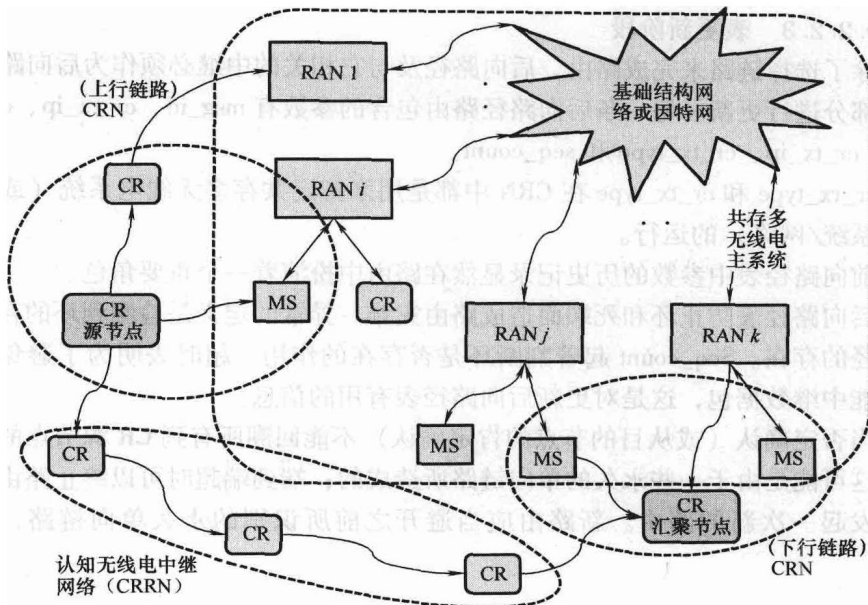 RAN 1
(上行链路)
CRN
基础结构网
络或因特网
CR
RAN i
共存多
无线电
主系统
CR
源节点
MS
CR
RAN j
RAN k
CR
MS
MS
MS
CR
汇聚节点
CR
(下行链路)
CRN
认知无线电中继
网络（CRRN）
CR